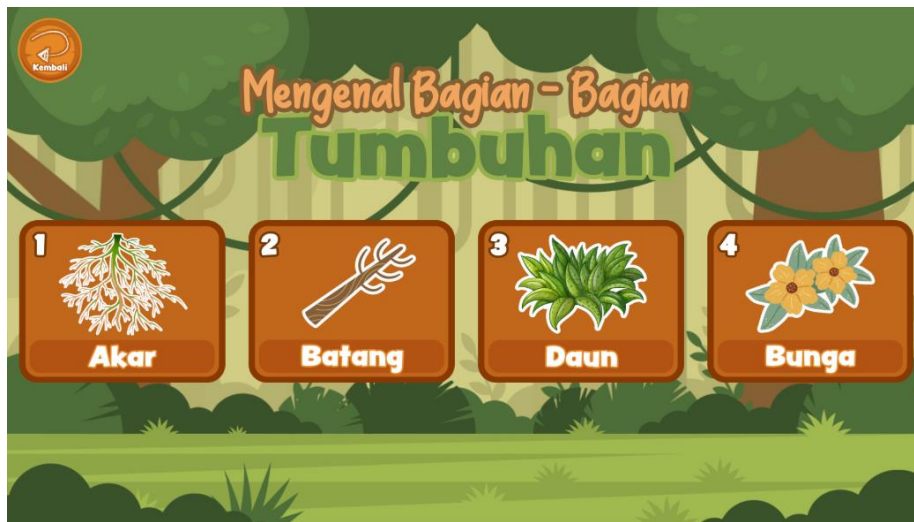 Kembali
Mengenal Bagian - Bagian
Tumbuhan
1
Akar
2
Batang
3
Daun
4
Bunga